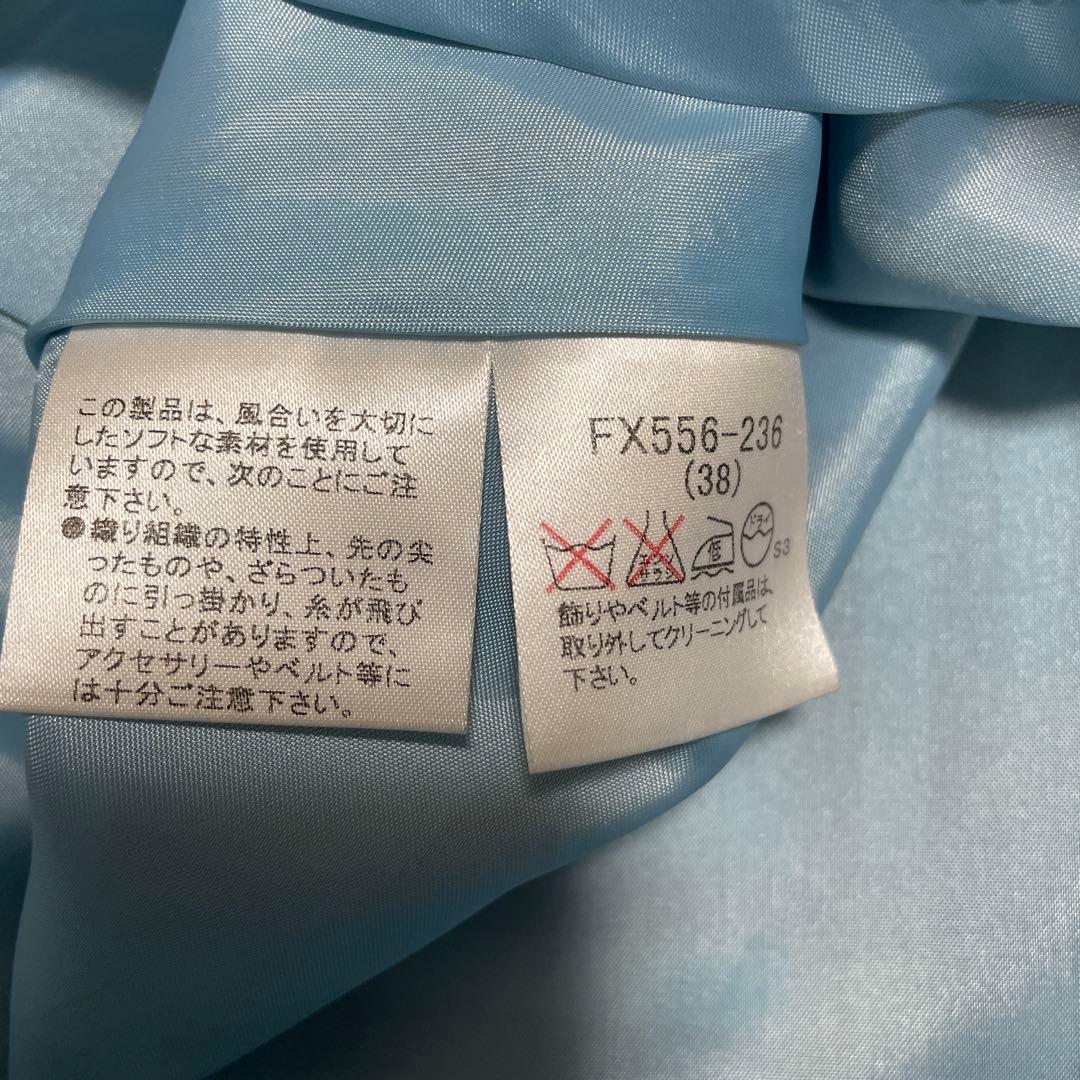 この製品は、風合いを大切に
したソフトな素材を使用して
いますので、次のことにご注
意下さい。
●織り組織の特性上、先の尖
ったものや、ざらついたも
のに引っ掛かり、糸が飛び
出すことがありますので、
アクセサリーやベルト等に
は十分ご注意下さい。
FX556-236
(38)
エンソサラシ 低 ドライ S3
飾りやベルト等の付属品は、
取り外してクリーニングして
下さい。